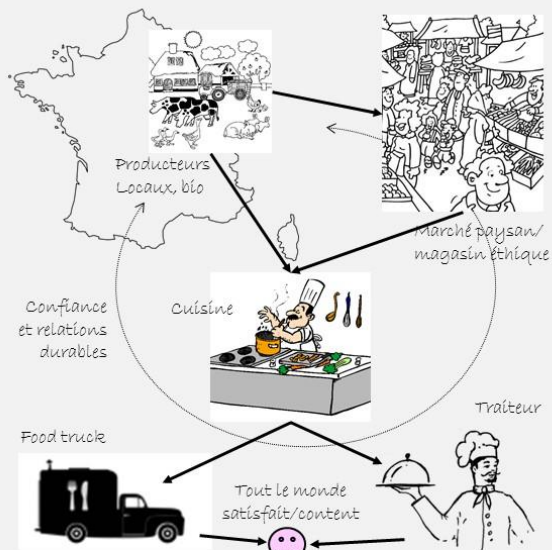 Producteurs
Locaux, bio
Marché paysan/
magasin éthique
Cuisine
Confiance
et relations
durables
Traiteur
Food truck
Tout le monde
satisfait/content